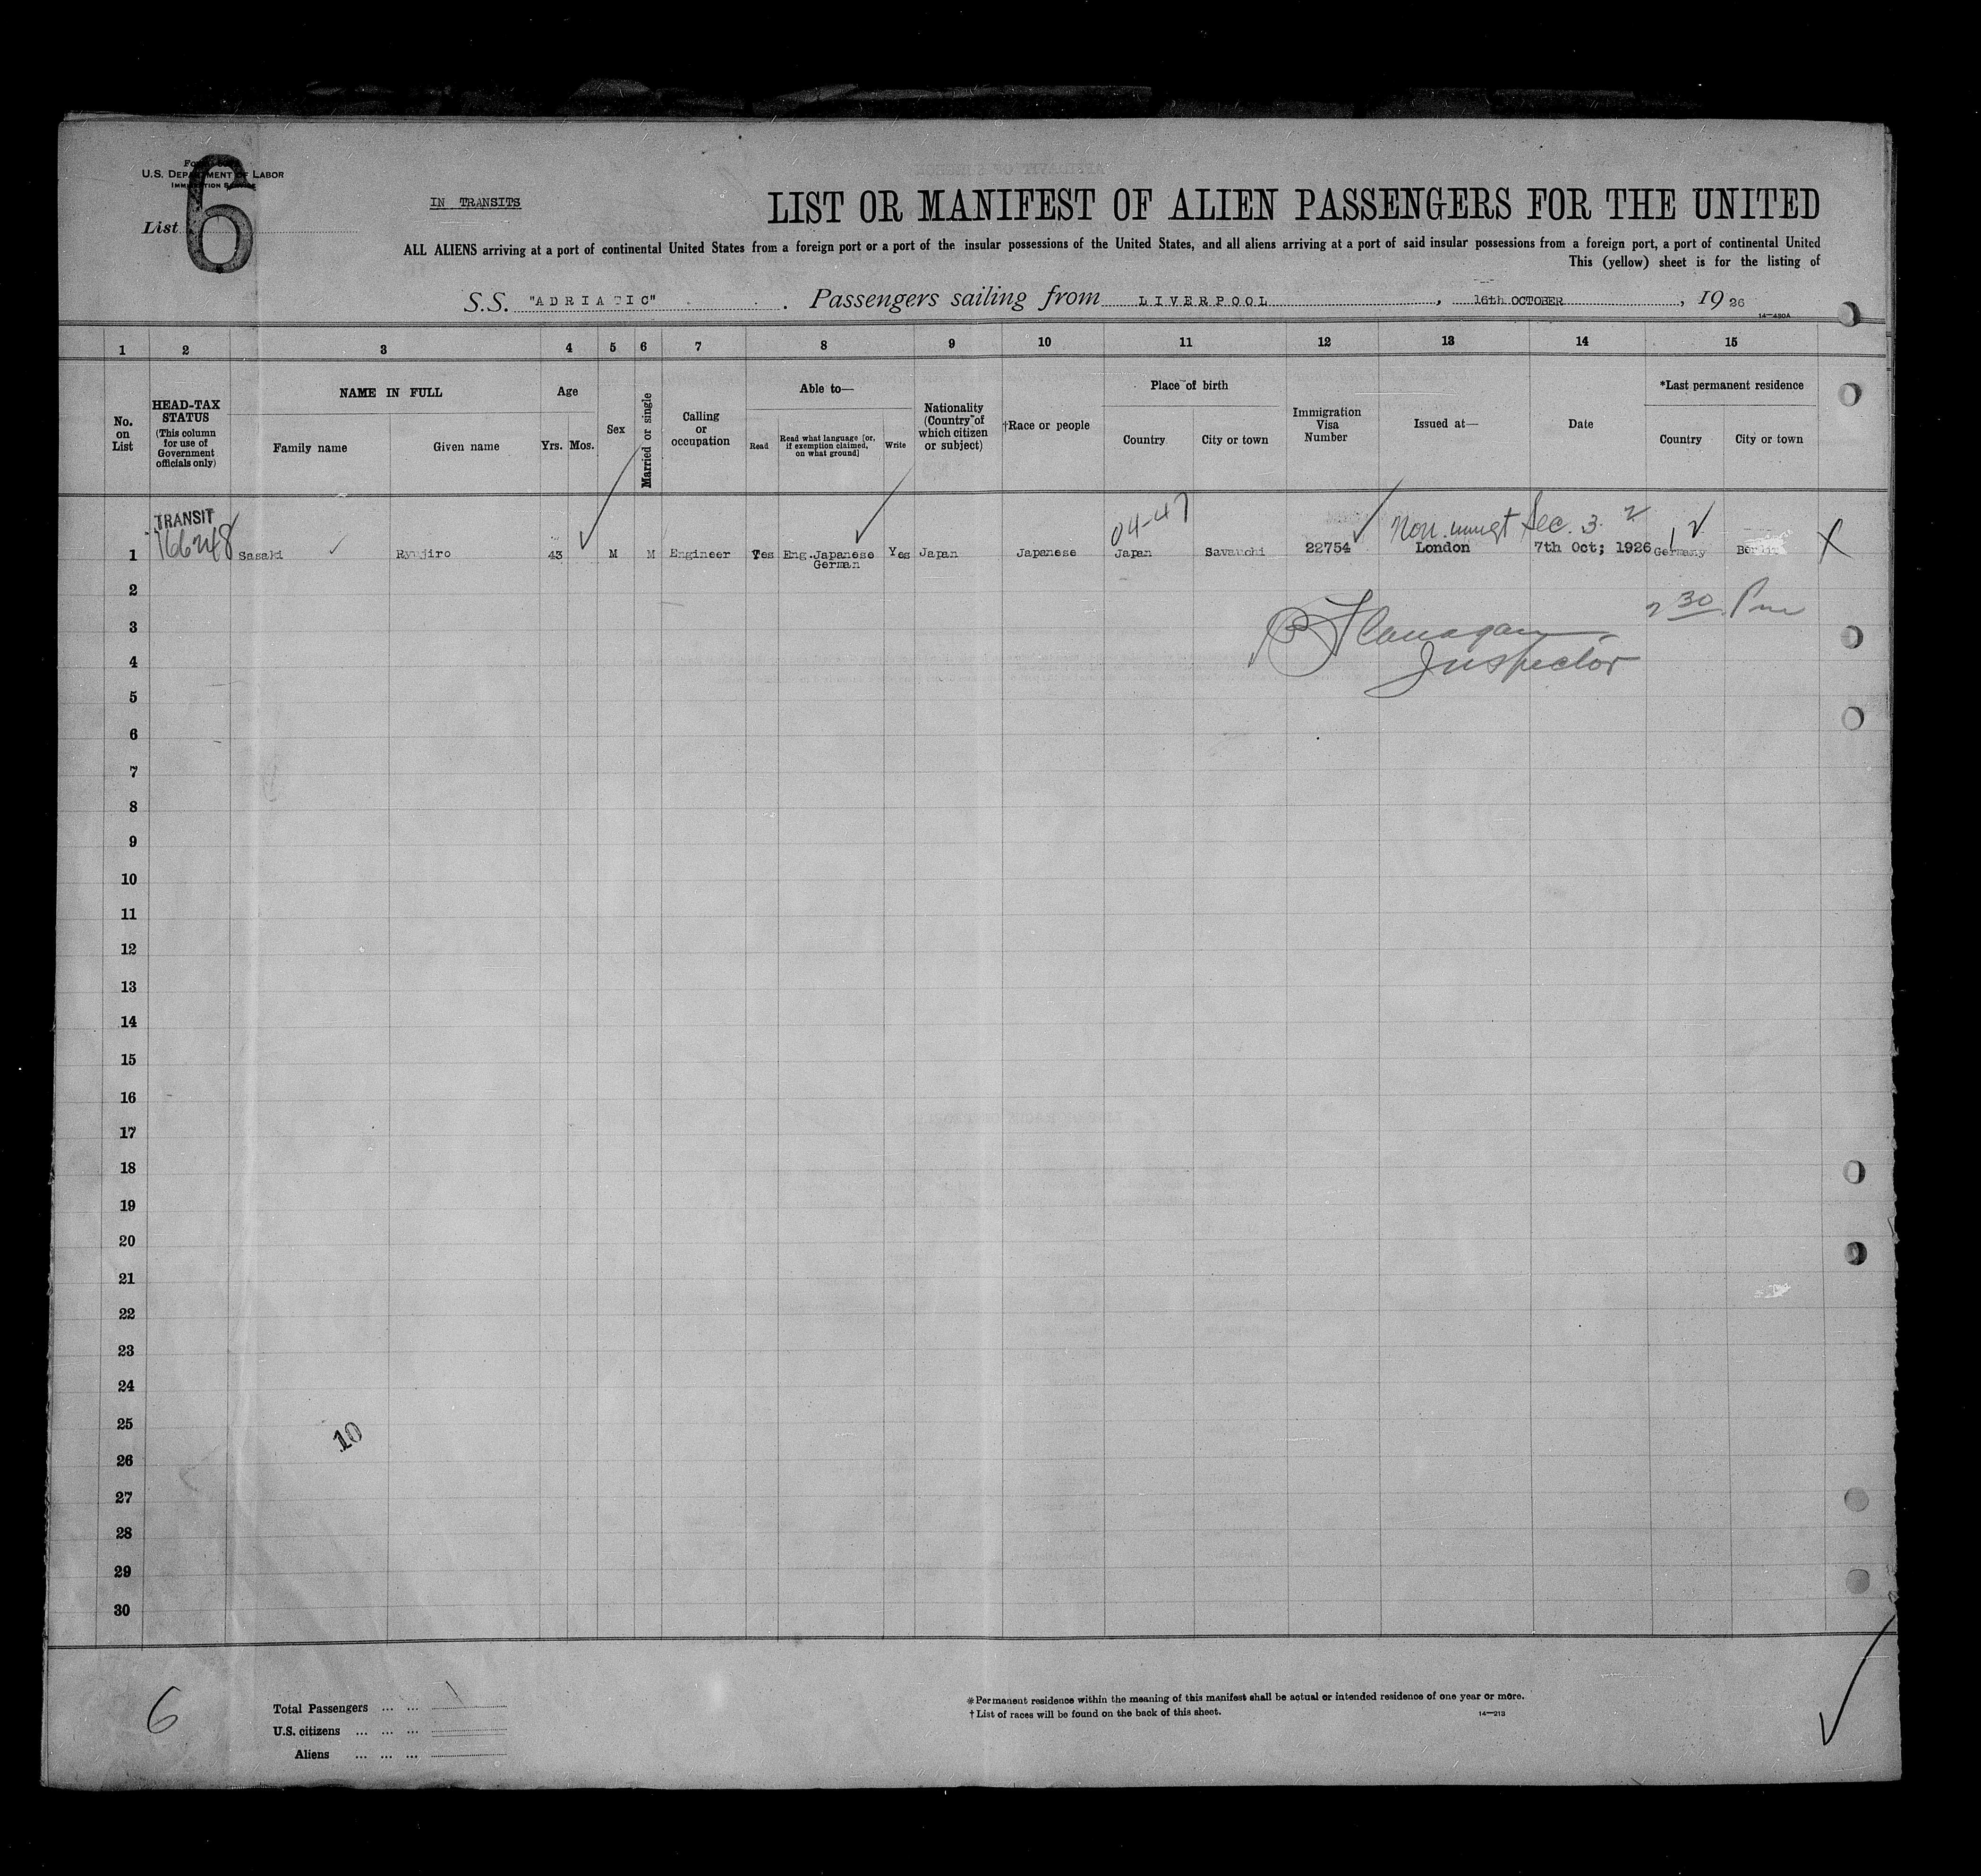 U.S. DEPARTMENT OF LABOR
IMMIGRATION SERVICE
List 6
IN TRANSITS
LIST OR MANIFEST OF ALIEN PASSENGERS FOR THE UNITED
ALL ALIENS arriving at a port of continental United States from a foreign port or a port of the insular possessions of the United States, and all aliens arriving at a port of said insular possessions from a foreign port, a port of continental United
This (yellow) sheet is for the listing of
S.S. "ADRIATIC". Passengers sailing from LIVERPOOL, 16th OCTOBER, 19 26
14—430A
1 2 3 4 5 6 7 8 9 10 11 12 13 14 15
No. on List
HEAD-TAX STATUS (This column for use of Government officials only)
NAME IN FULL
Family name Given name
Age
Yrs. Mos.
Sex
Married or single
Calling or occupation
Able to—
Read
Read what language [or, if exemption claimed, on what ground]
Write
Nationality (Country of which citizen or subject)
†Race or people
Place of birth
Country City or town
Immigration Visa Number
Issued at—
Date
*Last permanent residence
Country City or town
TRANSIT
04-47 Non immgt Sec. 3. 2
1 Sasaki Ryujiro 43 M M Engineer Yes Eng.Japanese Yes Japan Japanese Japan 22754 London 7th Oct; 1926 Germany
German
2
2 30 Pm
3
Flanagan
4
Inspector
5
6
7
8
9
10
11
12
13
14
15
16
17
18
19
20
21
22
23
24
25
10
26
27
28
29
30
6
Total Passengers ... ...
U.S. citizens ... ... ...
Aliens ... ... ...
*Permanent residence within the meaning of this manifest shall be actual or intended residence of one year or more.
†List of races will be found on the back of this sheet.
14—213